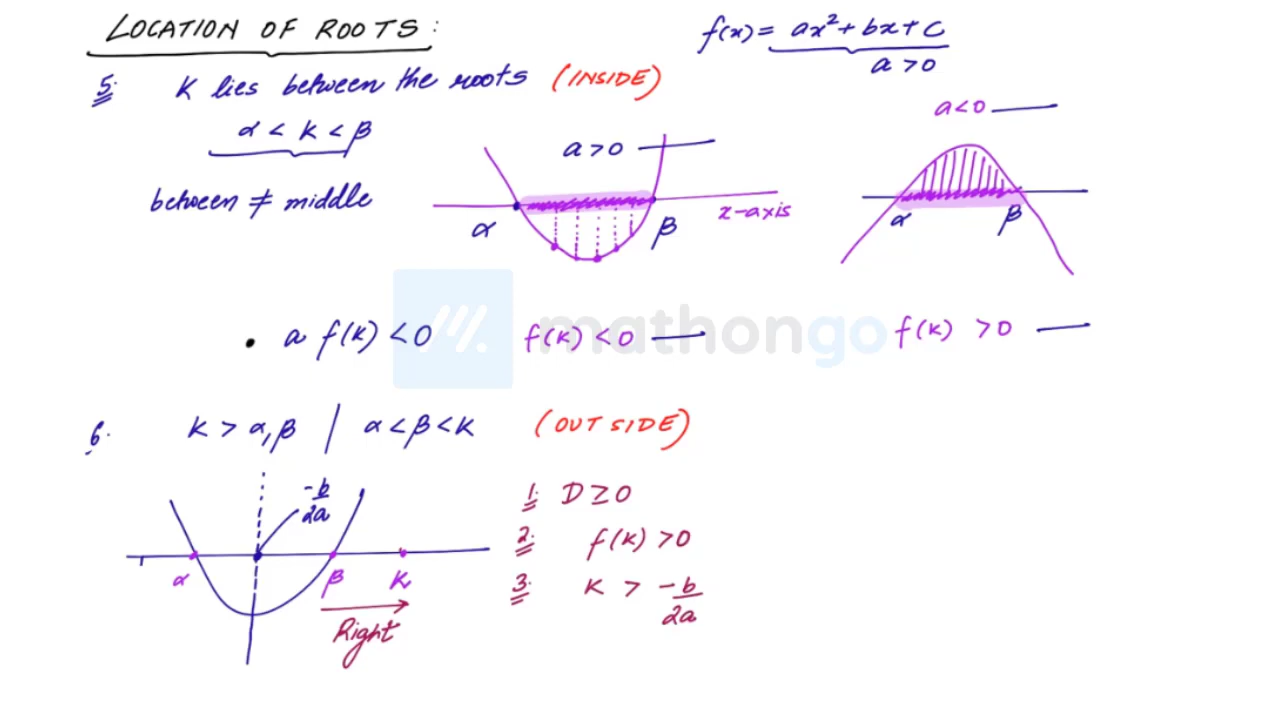 LOCATION OF ROOTS :
f(x) = ax² + bx + c
a > 0
5. K lies between the roots (INSIDE)
α < K < β
between ≠ middle
a > 0
α
β
x-axis
a < 0
α
β
• a f(K) < 0
f(K) < 0
f(K) > 0
mathongo
6. K > α, β | α < β < K (OUTSIDE)
-b/2a
α
β
K
Right
1. D ≥ 0
2. f(K) > 0
3. K > -b/2a